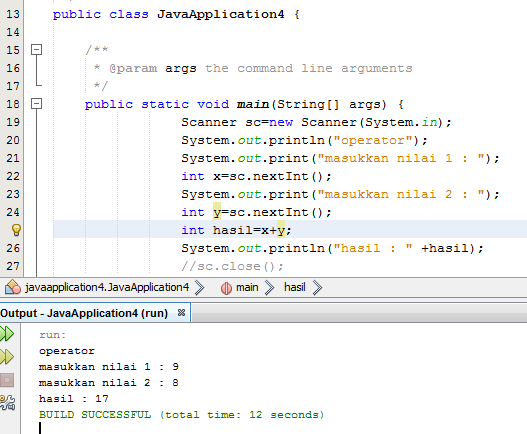 13 public class JavaApplication4 {
14
15 /**
16 * @param args the command line arguments
17 */
18 public static void main(String[] args) {
19 Scanner sc=new Scanner(System.in);
20 System.out.println("operator");
21 System.out.print("masukkan nilai 1 : ");
22 int x=sc.nextInt();
23 System.out.print("masukkan nilai 2 : ");
24 int y=sc.nextInt();
int hasil=x+y;
26 System.out.println("hasil : " +hasil);
27 //sc.close();
javaapplication4.JavaApplication4 main hasil
Output - JavaApplication4 (run)
run:
operator
masukkan nilai 1 : 9
masukkan nilai 2 : 8
hasil : 17
BUILD SUCCESSFUL (total time: 12 seconds)